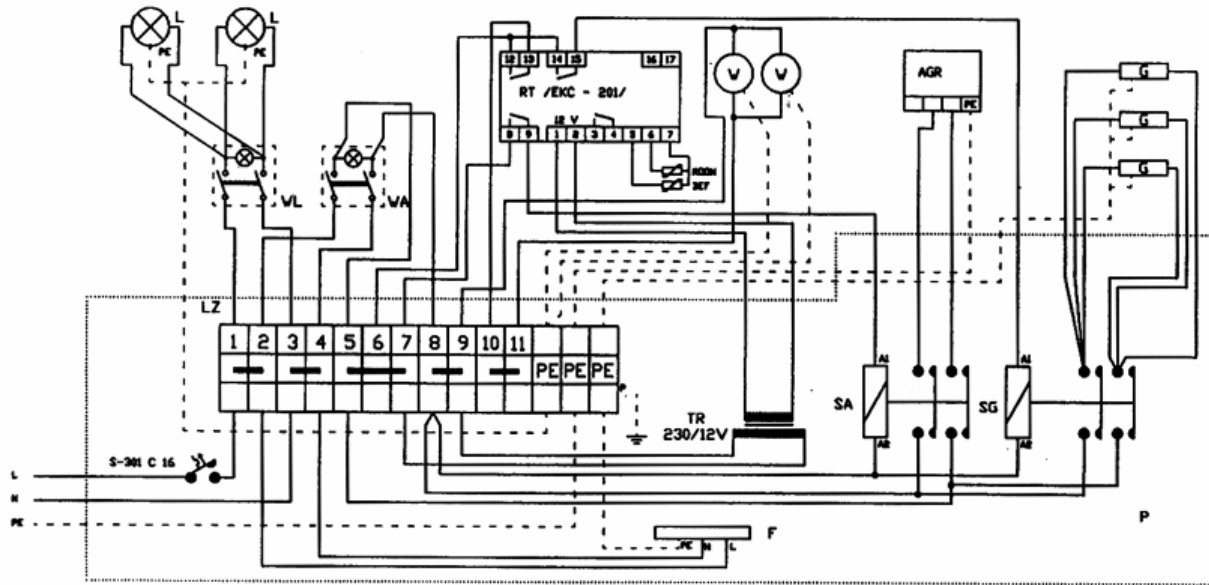 L L
PE PE
12 13 14 15 16 17
RT /EKC - 201/
12 V
8 9 1 2 3 4 5 6 7
ROOM
DEF
W W
AGR
PE
G
G
G
WL WA
LZ
1 2 3 4 5 6 7 8 9 10 11
PE PE PE
P
TR
230/12V
SA A1 A2
SG A1 A2
S-301 C 16
L
N
PE
PE N L F
P